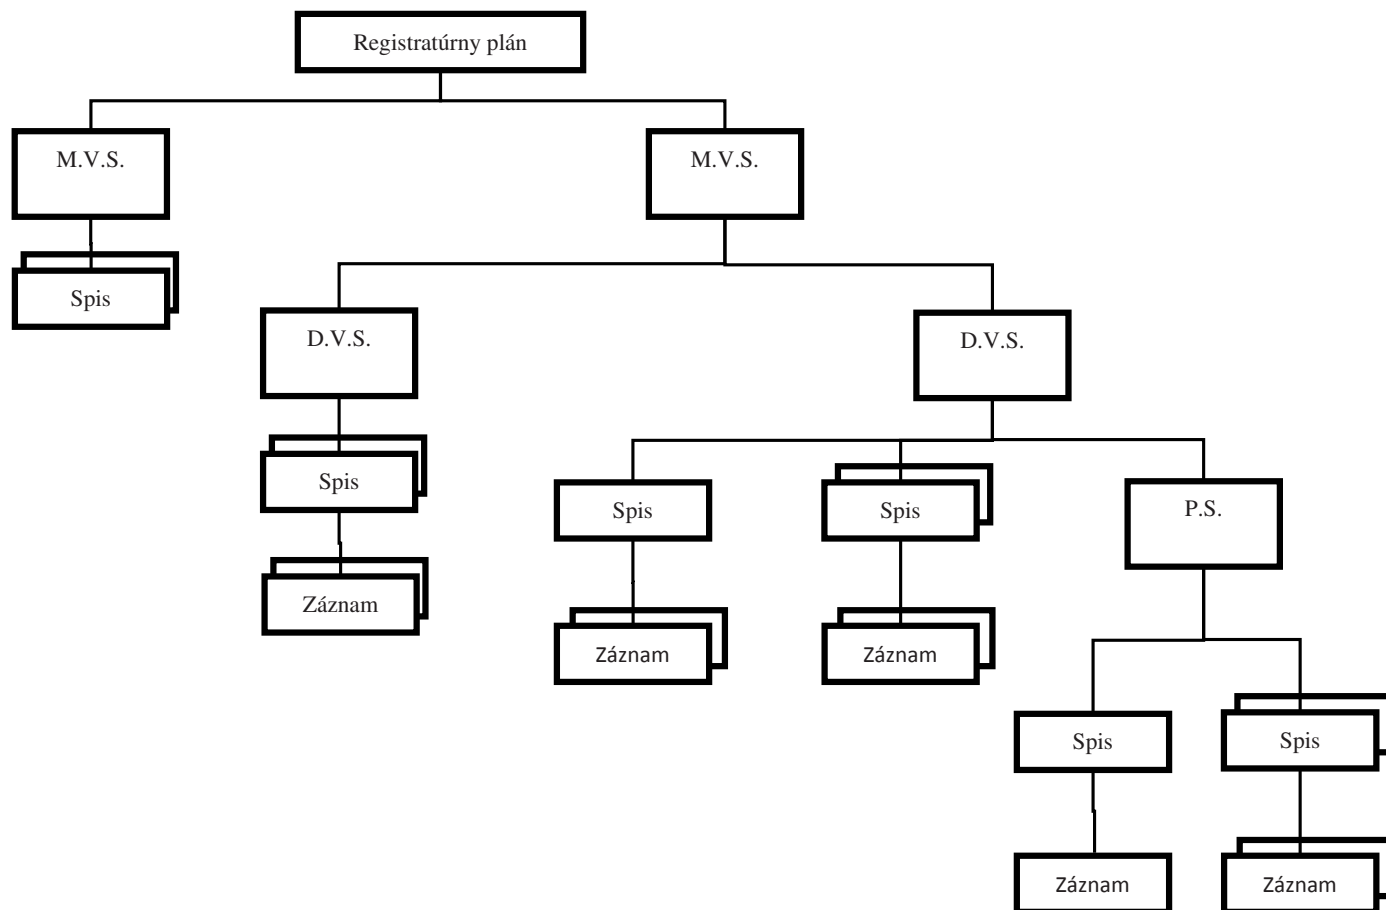 Registratúrny plán
M.V.S.
M.V.S.
Spis
D.V.S.
D.V.S.
Spis
Spis
Spis
P.S.
Záznam
Záznam
Záznam
Spis
Spis
Záznam
Záznam